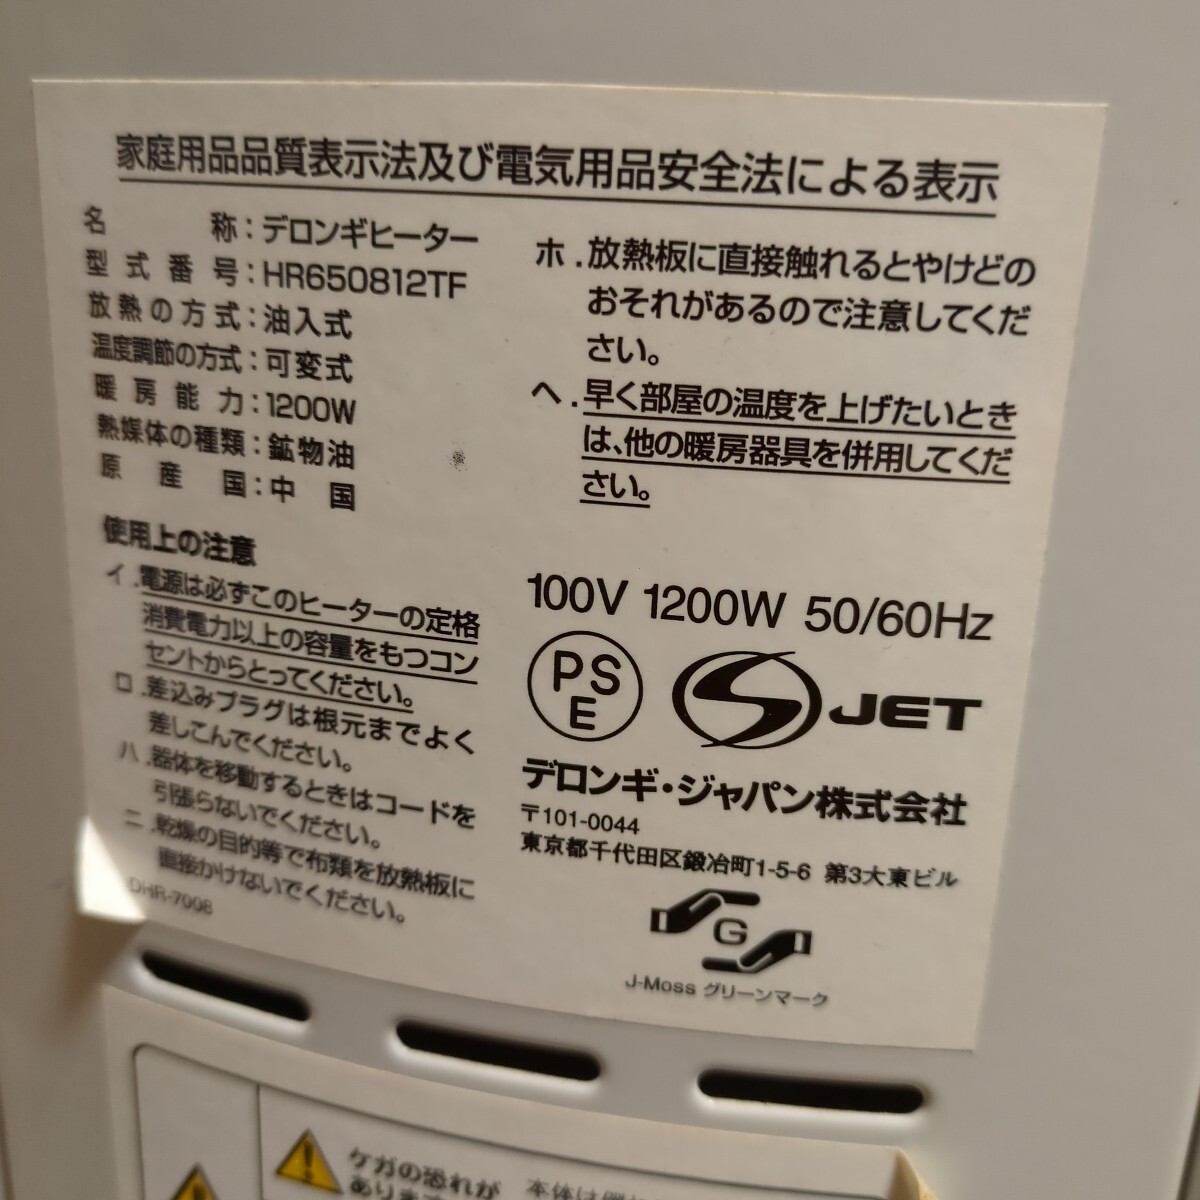 家庭用品品質表示法及び電気用品安全法による表示
名称：デロンギヒーター
型式番号：HR650812TF
放熱の方式：油入式
温度調節の方式：可変式
暖房能力：1200W
熱媒体の種類：鉱物油
原産国：中国
使用上の注意
イ．電源は必ずこのヒーターの定格
消費電力以上の容量をもつコン
セントからとってください。
ロ．差込みプラグは根元までよく
差しこんでください。
ハ．器体を移動するときはコードを
引張らないでください。
ニ．乾燥の目的等で布類を放熱板に
直接かけないでください。
DHR-7008
ホ．放熱板に直接触れるとやけどの
おそれがあるので注意してくだ
さい。
ヘ．早く部屋の温度を上げたいとき
は、他の暖房器具を併用してくだ
さい。
100V 1200W 50/60Hz
PS
E
S JET
デロンギ・ジャパン株式会社
〒101-0044
東京都千代田区鍛冶町1-5-6 第3大東ビル
G
J-Moss グリーンマーク
ケガの恐れが